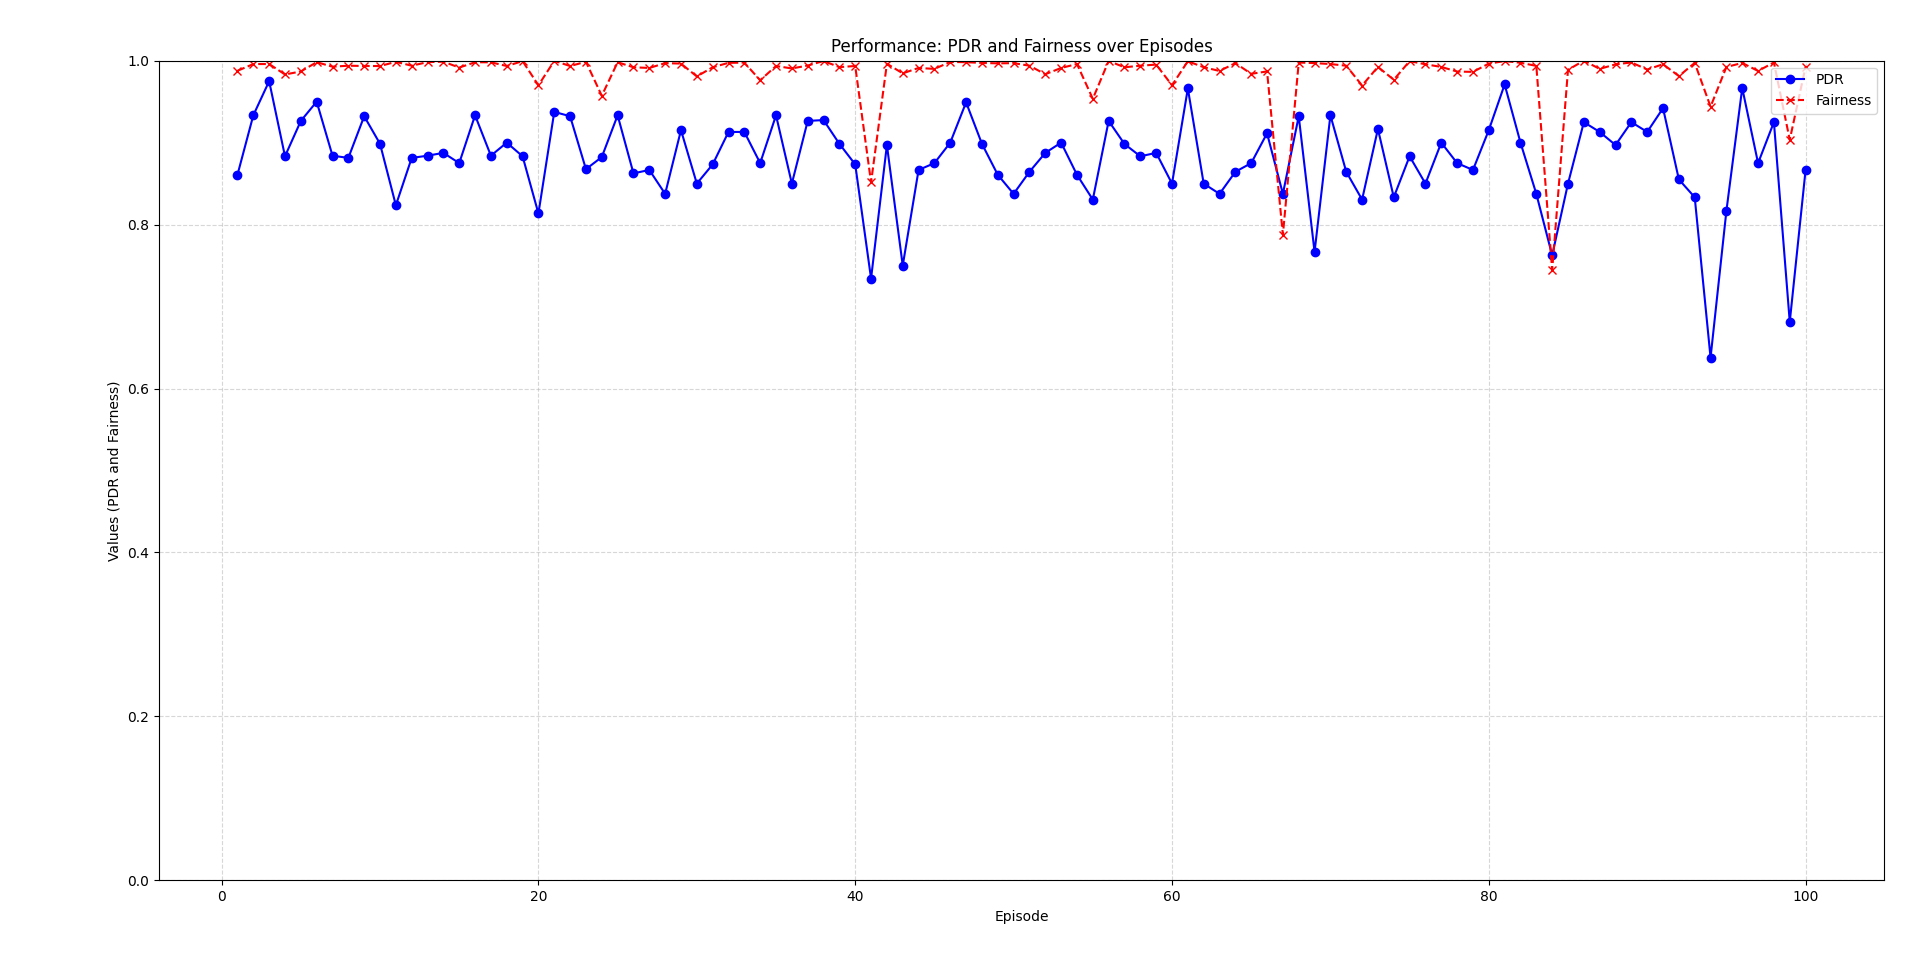 Performance: PDR and Fairness over Episodes
1.0
0.8
0.6
0.4
0.2
0.0
Values (PDR and Fairness)
PDR
Fairness
0 20 40 60 80 100
Episode